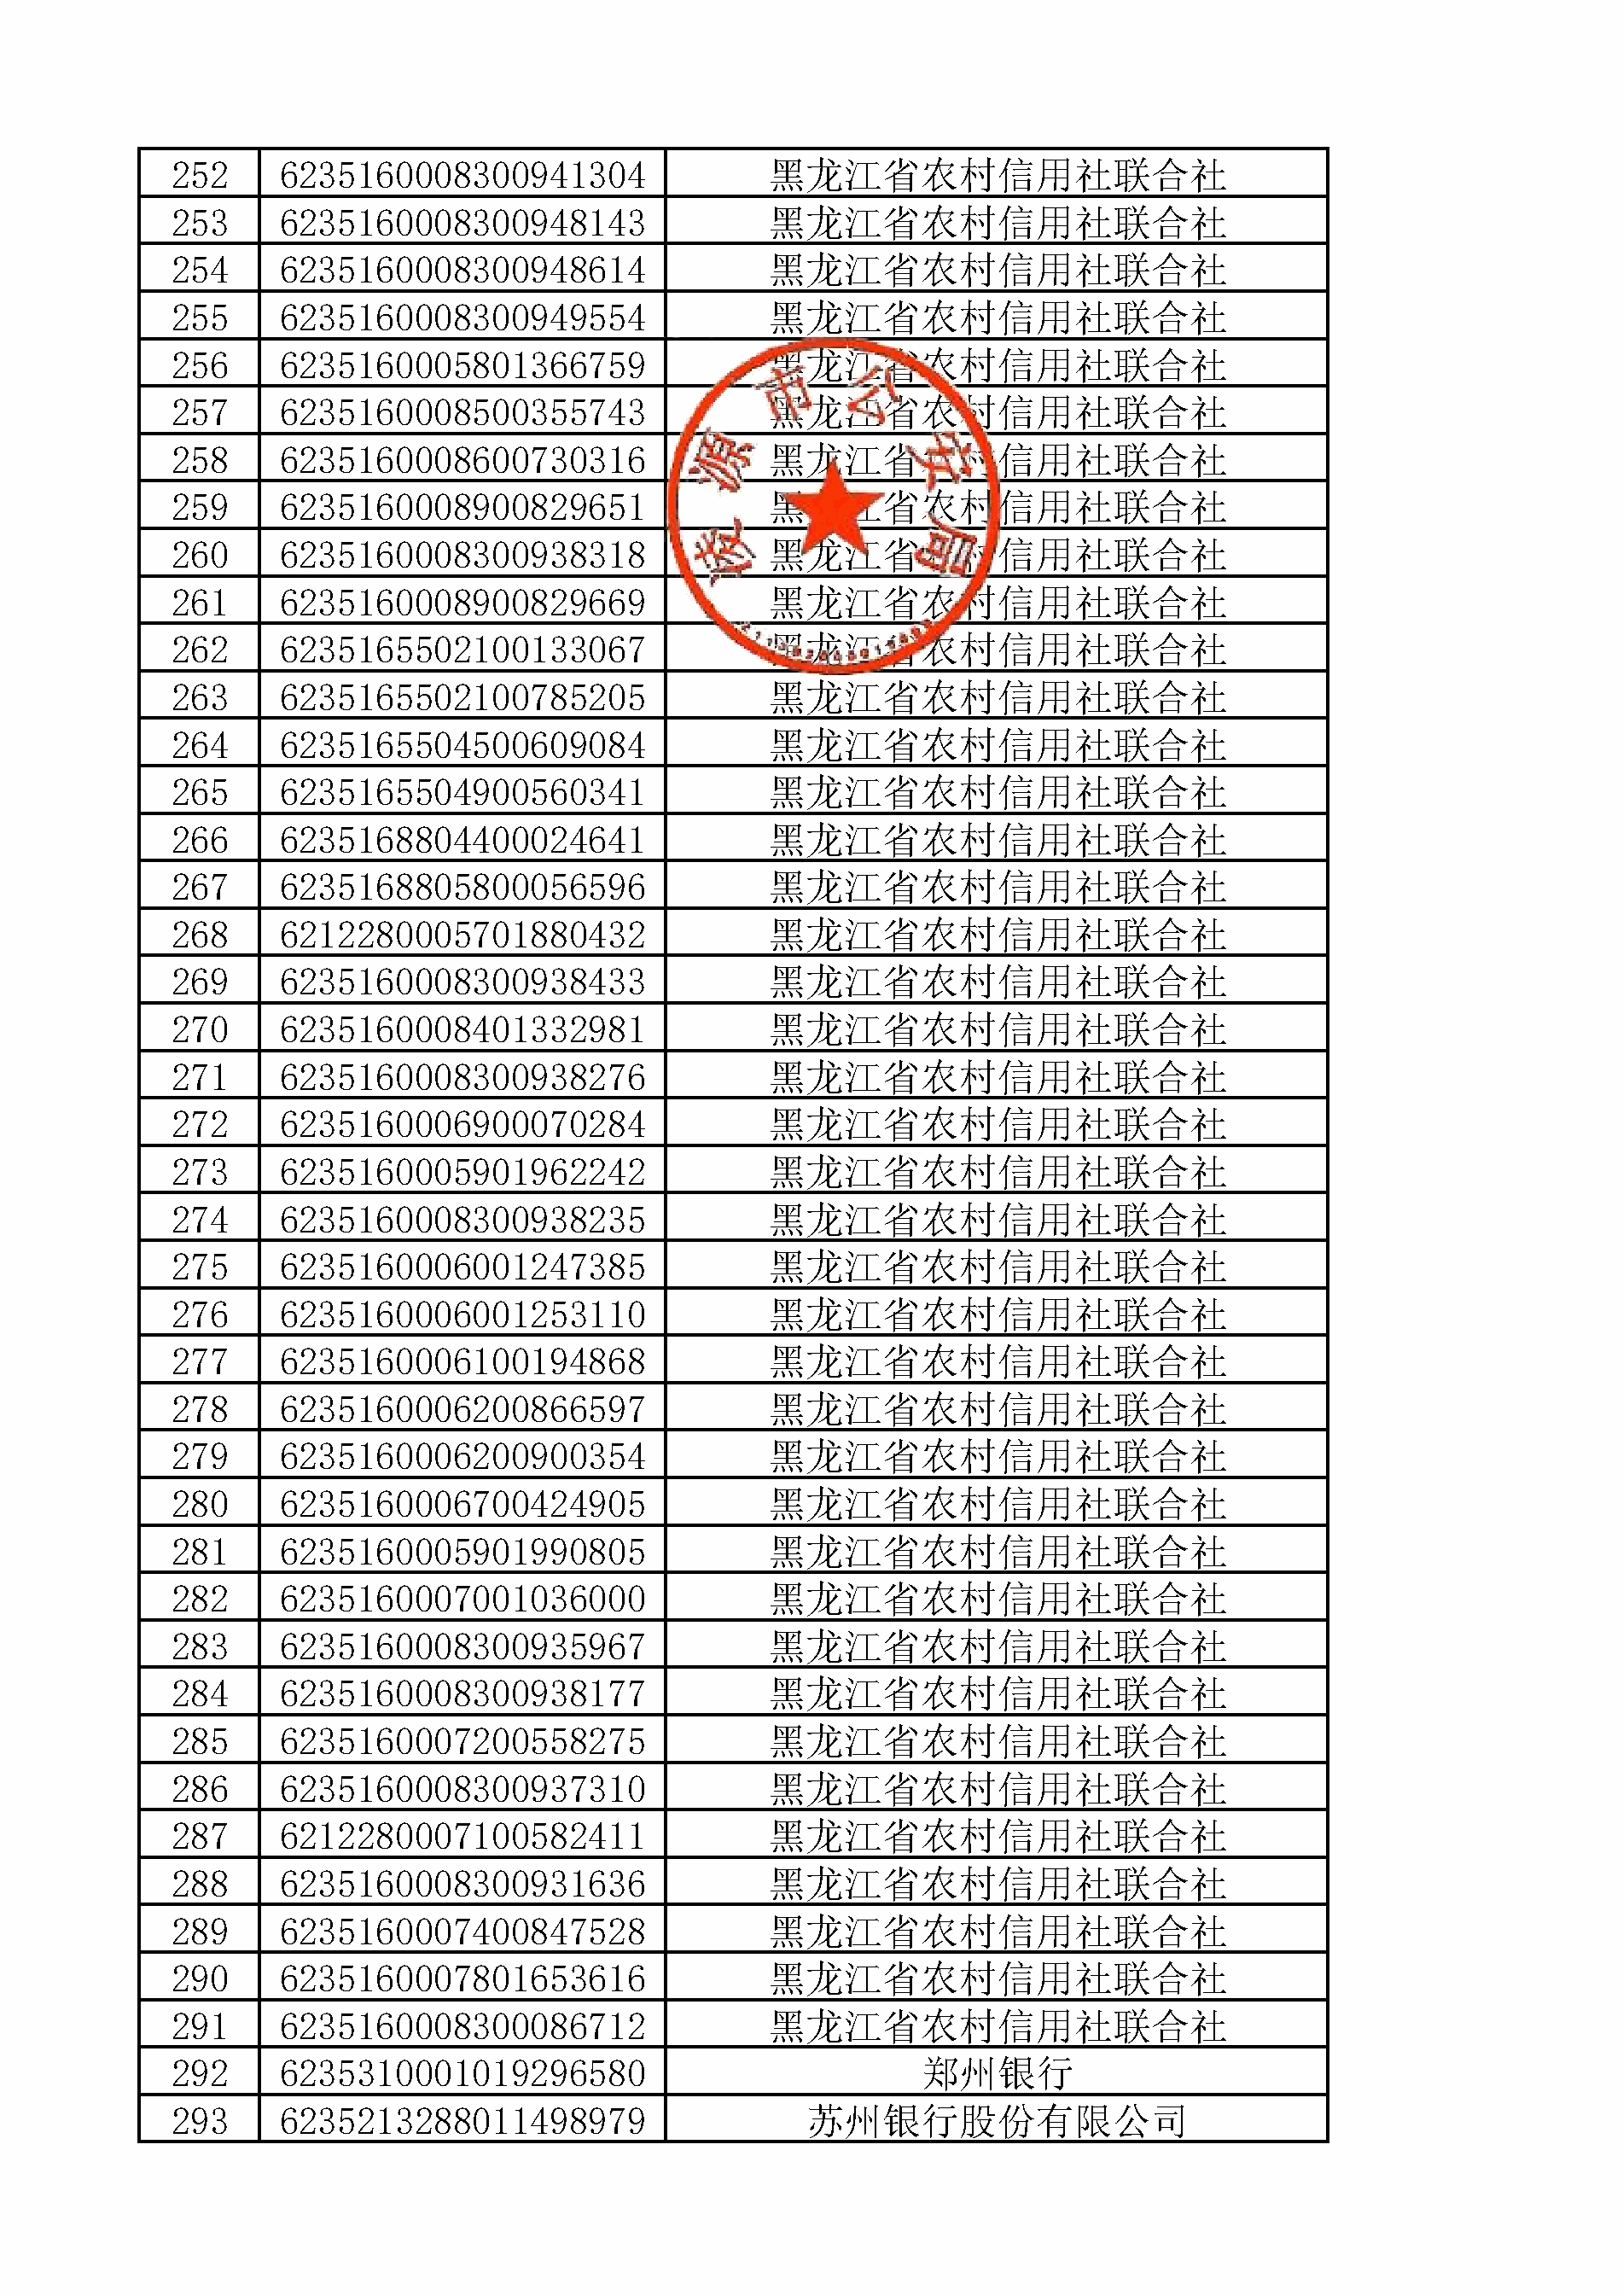 252 6235160008300941304 黑龙江省农村信用社联合社
253 6235160008300948143 黑龙江省农村信用社联合社
254 6235160008300948614 黑龙江省农村信用社联合社
255 6235160008300949554 黑龙江省农村信用社联合社
256 6235160005801366759 黑龙江省农村信用社联合社
257 6235160008500355743 黑龙江省农村信用社联合社
258 6235160008600730316 黑龙江省农村信用社联合社
259 6235160008900829651 黑龙江省农村信用社联合社
260 6235160008300938318 黑龙江省农村信用社联合社
261 6235160008900829669 黑龙江省农村信用社联合社
262 6235165502100133067 黑龙江省农村信用社联合社
263 6235165502100785205 黑龙江省农村信用社联合社
264 6235165504500609084 黑龙江省农村信用社联合社
265 6235165504900560341 黑龙江省农村信用社联合社
266 6235168804400024641 黑龙江省农村信用社联合社
267 6235168805800056596 黑龙江省农村信用社联合社
268 6212280005701880432 黑龙江省农村信用社联合社
269 6235160008300938433 黑龙江省农村信用社联合社
270 6235160008401332981 黑龙江省农村信用社联合社
271 6235160008300938276 黑龙江省农村信用社联合社
272 6235160006900070284 黑龙江省农村信用社联合社
273 6235160005901962242 黑龙江省农村信用社联合社
274 6235160008300938235 黑龙江省农村信用社联合社
275 6235160006001247385 黑龙江省农村信用社联合社
276 6235160006001253110 黑龙江省农村信用社联合社
277 6235160006100194868 黑龙江省农村信用社联合社
278 6235160006200866597 黑龙江省农村信用社联合社
279 6235160006200900354 黑龙江省农村信用社联合社
280 6235160006700424905 黑龙江省农村信用社联合社
281 6235160005901990805 黑龙江省农村信用社联合社
282 6235160007001036000 黑龙江省农村信用社联合社
283 6235160008300935967 黑龙江省农村信用社联合社
284 6235160008300938177 黑龙江省农村信用社联合社
285 6235160007200558275 黑龙江省农村信用社联合社
286 6235160008300937310 黑龙江省农村信用社联合社
287 6212280007100582411 黑龙江省农村信用社联合社
288 6235160008300931636 黑龙江省农村信用社联合社
289 6235160007400847528 黑龙江省农村信用社联合社
290 6235160007801653616 黑龙江省农村信用社联合社
291 6235160008300086712 黑龙江省农村信用社联合社
292 6235310001019296580 郑州银行
293 6235213288011498979 苏州银行股份有限公司
凌源市公安局